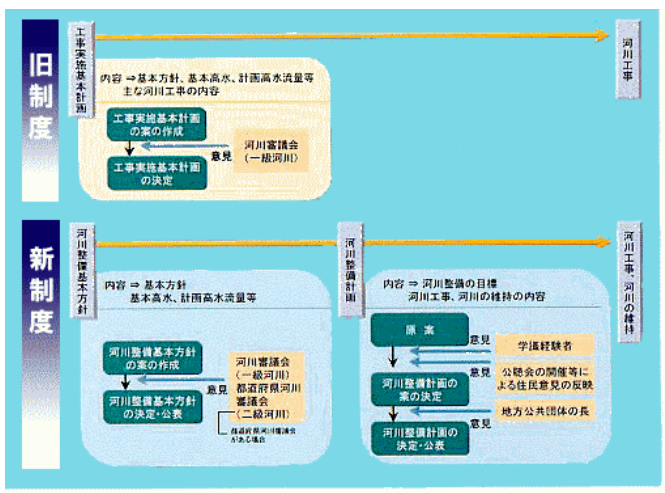 旧制度
工事実施基本計画
河川工事
内容 ⇒基本方針、基本高水、計画高水流量等
主な河川工事の内容
工事実施基本計画
の案の作成
意見
河川審議会
(一級河川)
工事実施基本計画
の決定
新制度
河川整備基本方針
河川整備計画
河川工事、河川の維持
内容 ⇒ 基本方針
基本高水、計画高水流量等
河川整備基本方針
の案の作成
意見
河川審議会
(一級河川)
都道府県河川
審議会
(二級河川)
都道府県河川審議会
がある場合
河川整備基本方針
の決定・公表
内容 ⇒ 河川整備の目標
河川工事、河川の維持の内容
原 案
意見
学識経験者
意見
公聴会の開催等に
よる住民意見の反映
河川整備計画の
案の決定
意見
地方公共団体の長
河川整備計画の
決定・公表